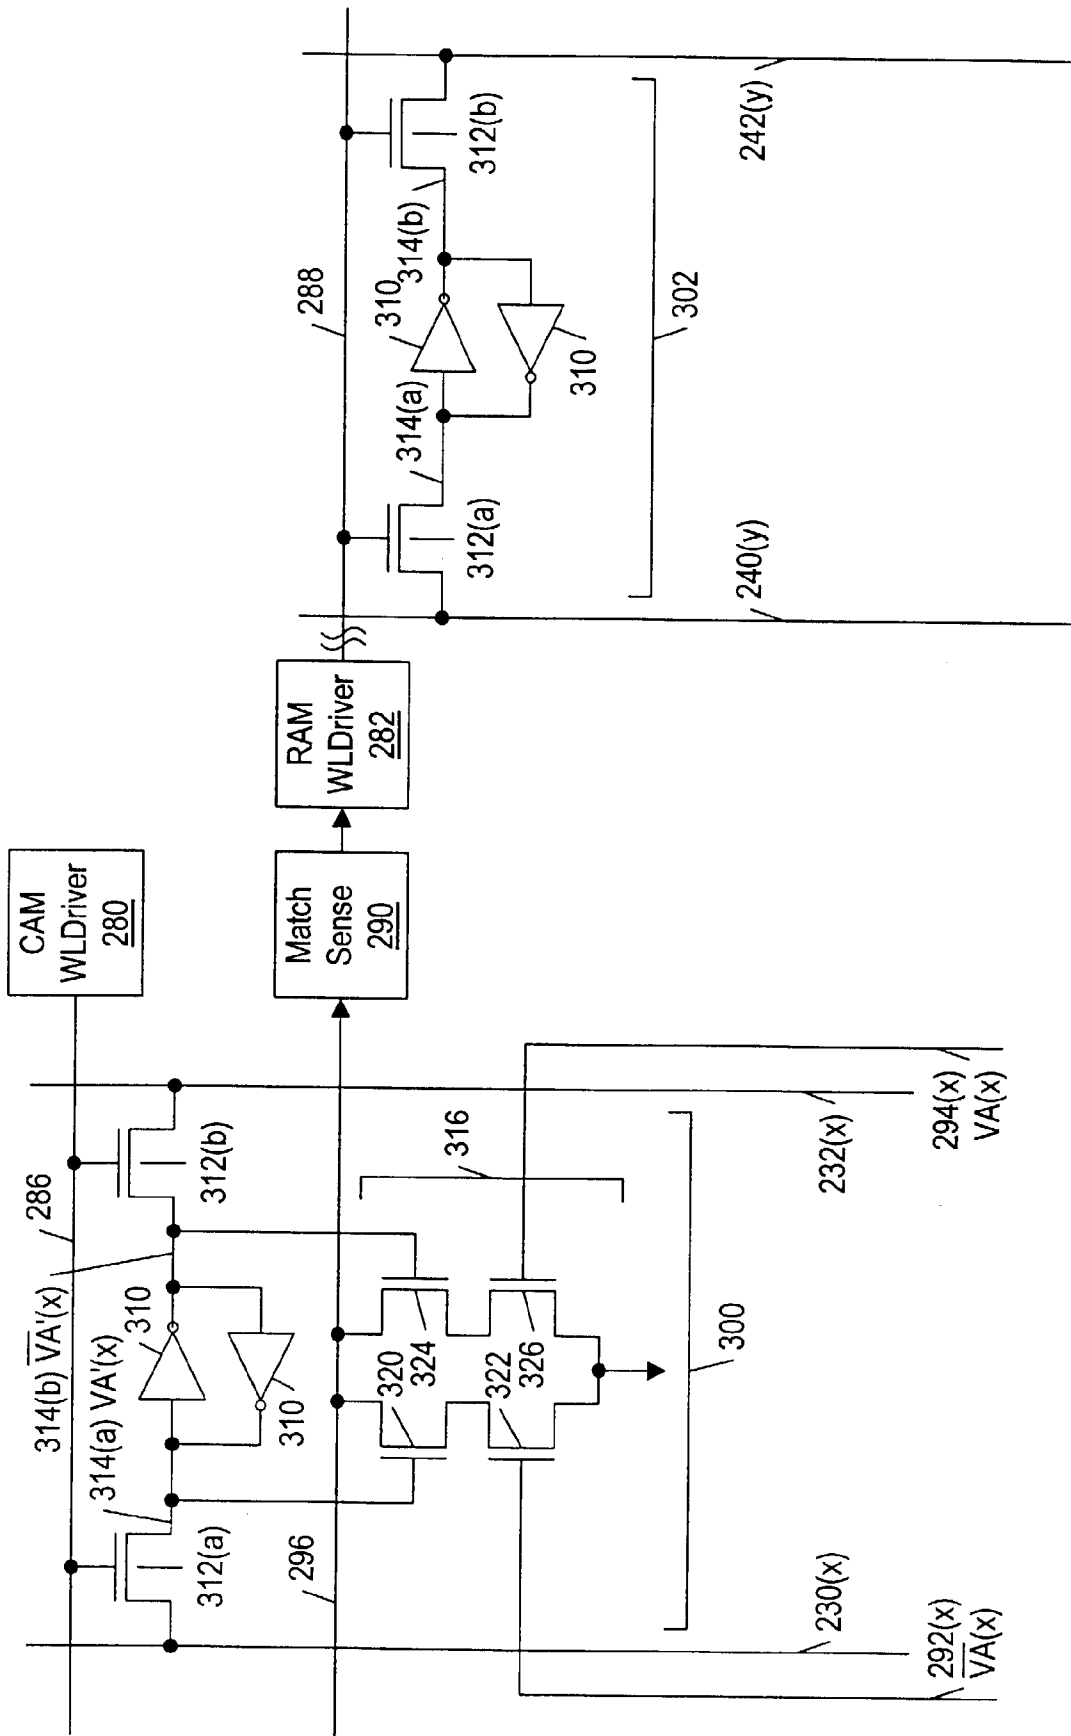 CAM
WLDriver
280
286
314(b) V̅A̅'(x)
310
314(a) VA'(x)
310
312(a)
312(b)
296
320
324
322
326
316
300
230(x)
292(x)
V̅A̅(x)
232(x)
294(x)
VA(x)
Match
Sense
290
RAM
WLDriver
282
288
314(a)
310
314(b)
310
312(a)
312(b)
302
240(y)
242(y)